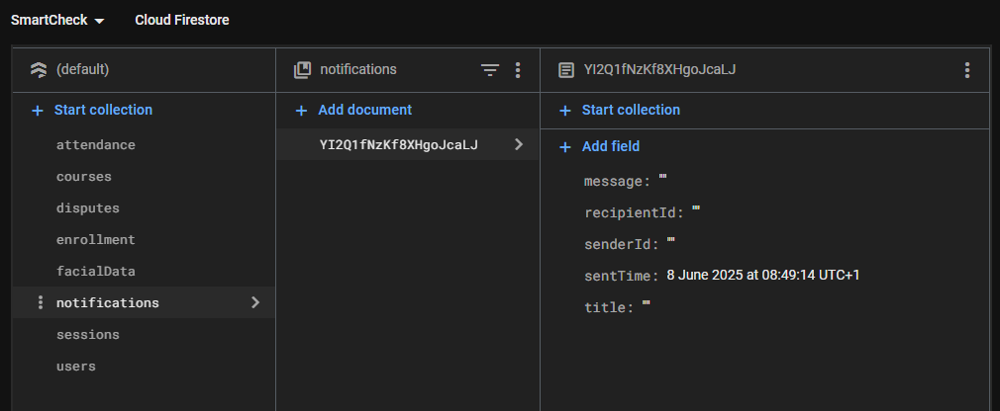 SmartCheck Cloud Firestore
(default)
+ Start collection
attendance
courses
disputes
enrollment
facialData
notifications
sessions
users
notifications
+ Add document
YI2Q1fNzKf8XHgoJcaLJ
YI2Q1fNzKf8XHgoJcaLJ
+ Start collection
+ Add field
message: ""
recipientId: ""
senderId: ""
sentTime: 8 June 2025 at 08:49:14 UTC+1
title: ""